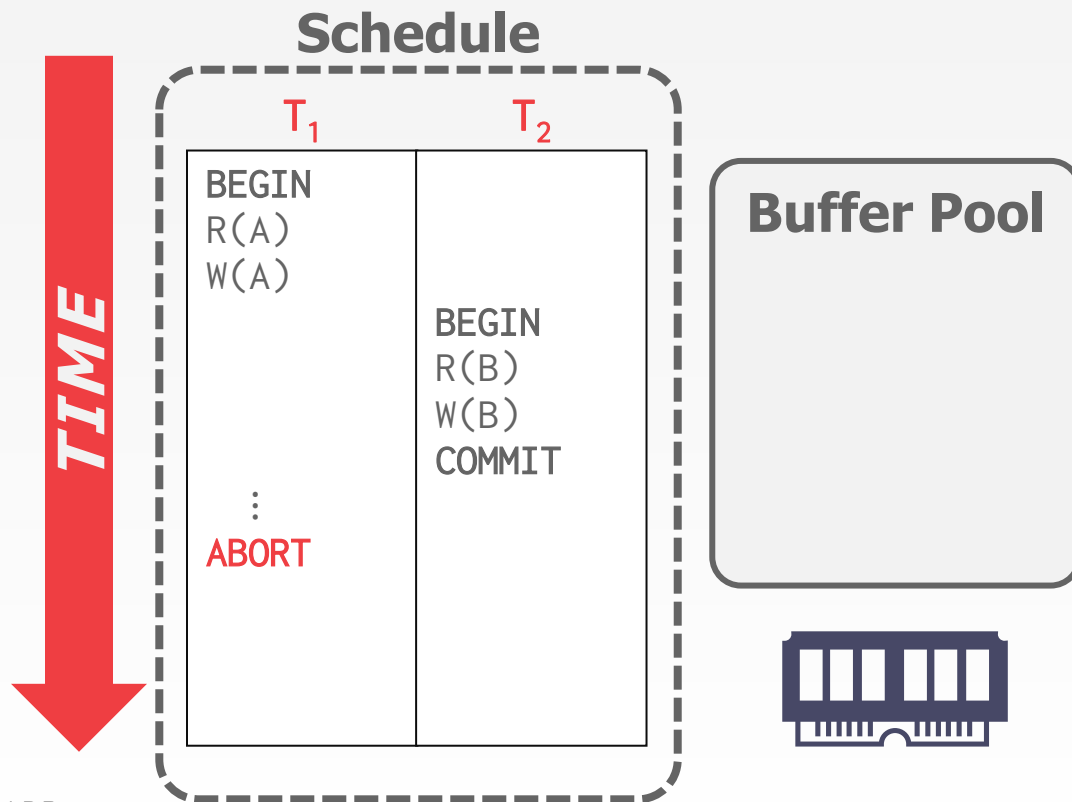 Schedule
TIME
T1
T2
BEGIN
R(A)
W(A)
BEGIN
R(B)
W(B)
COMMIT
⋮
ABORT
Buffer Pool